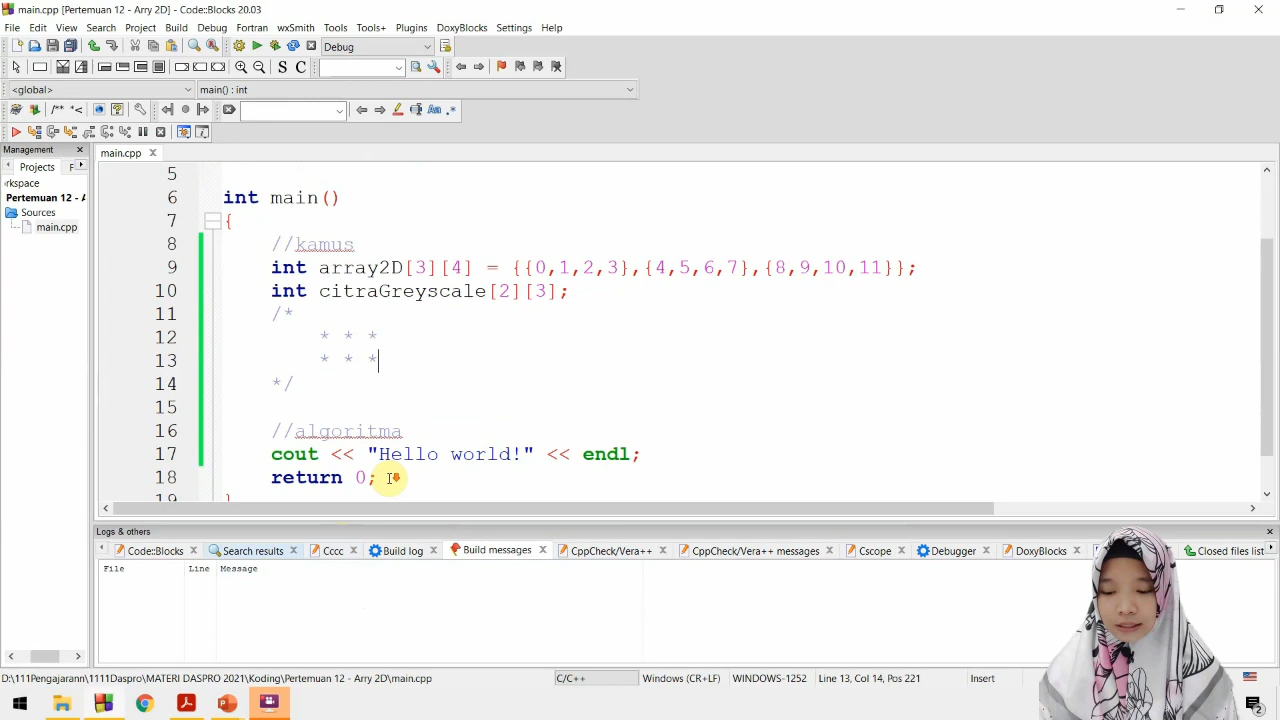 main.cpp [Pertemuan 12 - Arry 2D] - Code::Blocks 20.03
File Edit View Search Project Build Debug Fortran wxSmith Tools Tools+ Plugins DoxyBlocks Settings Help
Debug
S C
<global> main() : int
/** *<
Aa .*
Management
main.cpp
Projects F
rkspace
Pertemuan 12 - A
Sources
main.cpp
5
6 int main()
7 {
8 //kamus
9 int array2D[3][4] = {{0,1,2,3},{4,5,6,7},{8,9,10,11}};
10 int citraGreyscale[2][3];
11 /*
12 * * *
13 * * *
14 */
15
16 //algoritma
17 cout << "Hello world!" << endl;
18 return 0;
19 }
Logs & others
Code::Blocks Search results Cccc Build log Build messages CppCheck/Vera++ CppCheck/Vera++ messages Cscope Debugger DoxyBlocks Closed files list
File Line Message
D:\111Pengajarann\1111Daspro\MATERI DASPRO 2021\Koding\Pertemuan 12 - Arry 2D\main.cpp C/C++ Windows (CR+LF) WINDOWS-1252 Line 13, Col 14, Pos 221 Insert
2